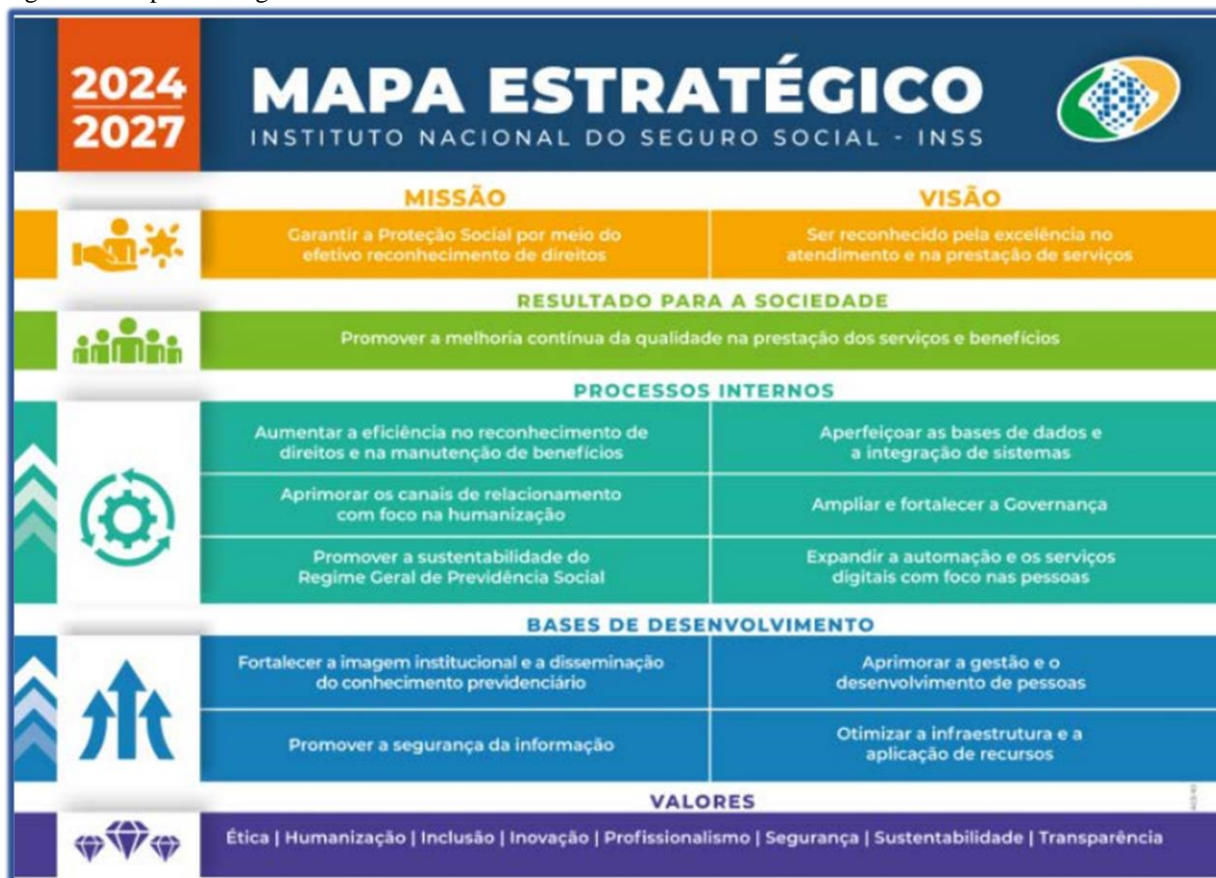 2024
2027
MAPA ESTRATÉGICO
INSTITUTO NACIONAL DO SEGURO SOCIAL - INSS
MISSÃO
Garantir a Proteção Social por meio do
efetivo reconhecimento de direitos
VISÃO
Ser reconhecido pela excelência no
atendimento e na prestação de serviços
RESULTADO PARA A SOCIEDADE
Promover a melhoria contínua da qualidade na prestação dos serviços e benefícios
PROCESSOS INTERNOS
Aumentar a eficiência no reconhecimento de
direitos e na manutenção de benefícios
Aperfeiçoar as bases de dados e
a integração de sistemas
Aprimorar os canais de relacionamento
com foco na humanização
Ampliar e fortalecer a Governança
Promover a sustentabilidade do
Regime Geral de Previdência Social
Expandir a automação e os serviços
digitais com foco nas pessoas
BASES DE DESENVOLVIMENTO
Fortalecer a imagem institucional e a disseminação
do conhecimento previdenciário
Aprimorar a gestão e o
desenvolvimento de pessoas
Promover a segurança da informação
Otimizar a infraestrutura e a
aplicação de recursos
VALORES
Ética | Humanização | Inclusão | Inovação | Profissionalismo | Segurança | Sustentabilidade | Transparência